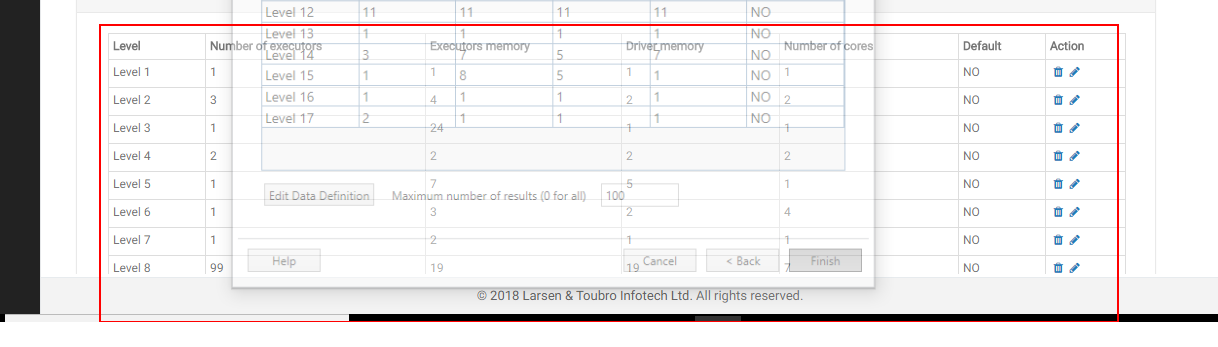 Level 12 11 11 11 11 NO
Level 13 1 1 1 1 NO
Level 14 3 7 5 7 NO
Level 15 1 8 5 1 NO
Level 16 1 1 1 1 NO
Level 17 2 1 1 1 NO
Edit Data Definition Maximum number of results (0 for all) 100
Help Cancel < Back Finish
Level Number of executors Executors memory Driver memory Number of cores Default Action
Level 1 1 1 1 1 NO
Level 2 3 4 2 2 NO
Level 3 1 24 1 1 NO
Level 4 2 2 2 2 NO
Level 5 1 7 5 1 NO
Level 6 1 3 2 4 NO
Level 7 1 2 1 1 NO
Level 8 99 19 19 7 NO
© 2018 Larsen & Toubro Infotech Ltd. All rights reserved.